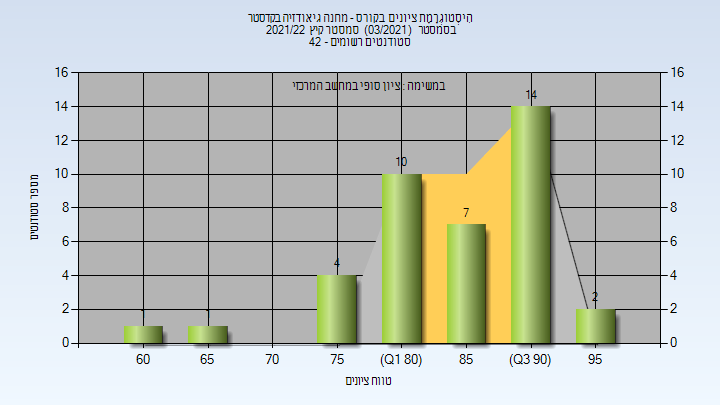 היסטוגרמת ציונים בקורס - מחנה גיאודזיה בקדסטר
בסמסטר (03/2021) סמסטר קיץ 2021/22
סטודנטים רשומים - 42
במשימה : ציון סופי במחשב המרכזי
16 16
14 14
12 12
10 10
8 8
6 6
4 4
2 2
0 0
1 1 4 10 7 14 2
60 65 70 75 (Q1 80) 85 (Q3 90) 95
מספר סטודנטים
טווח ציונים